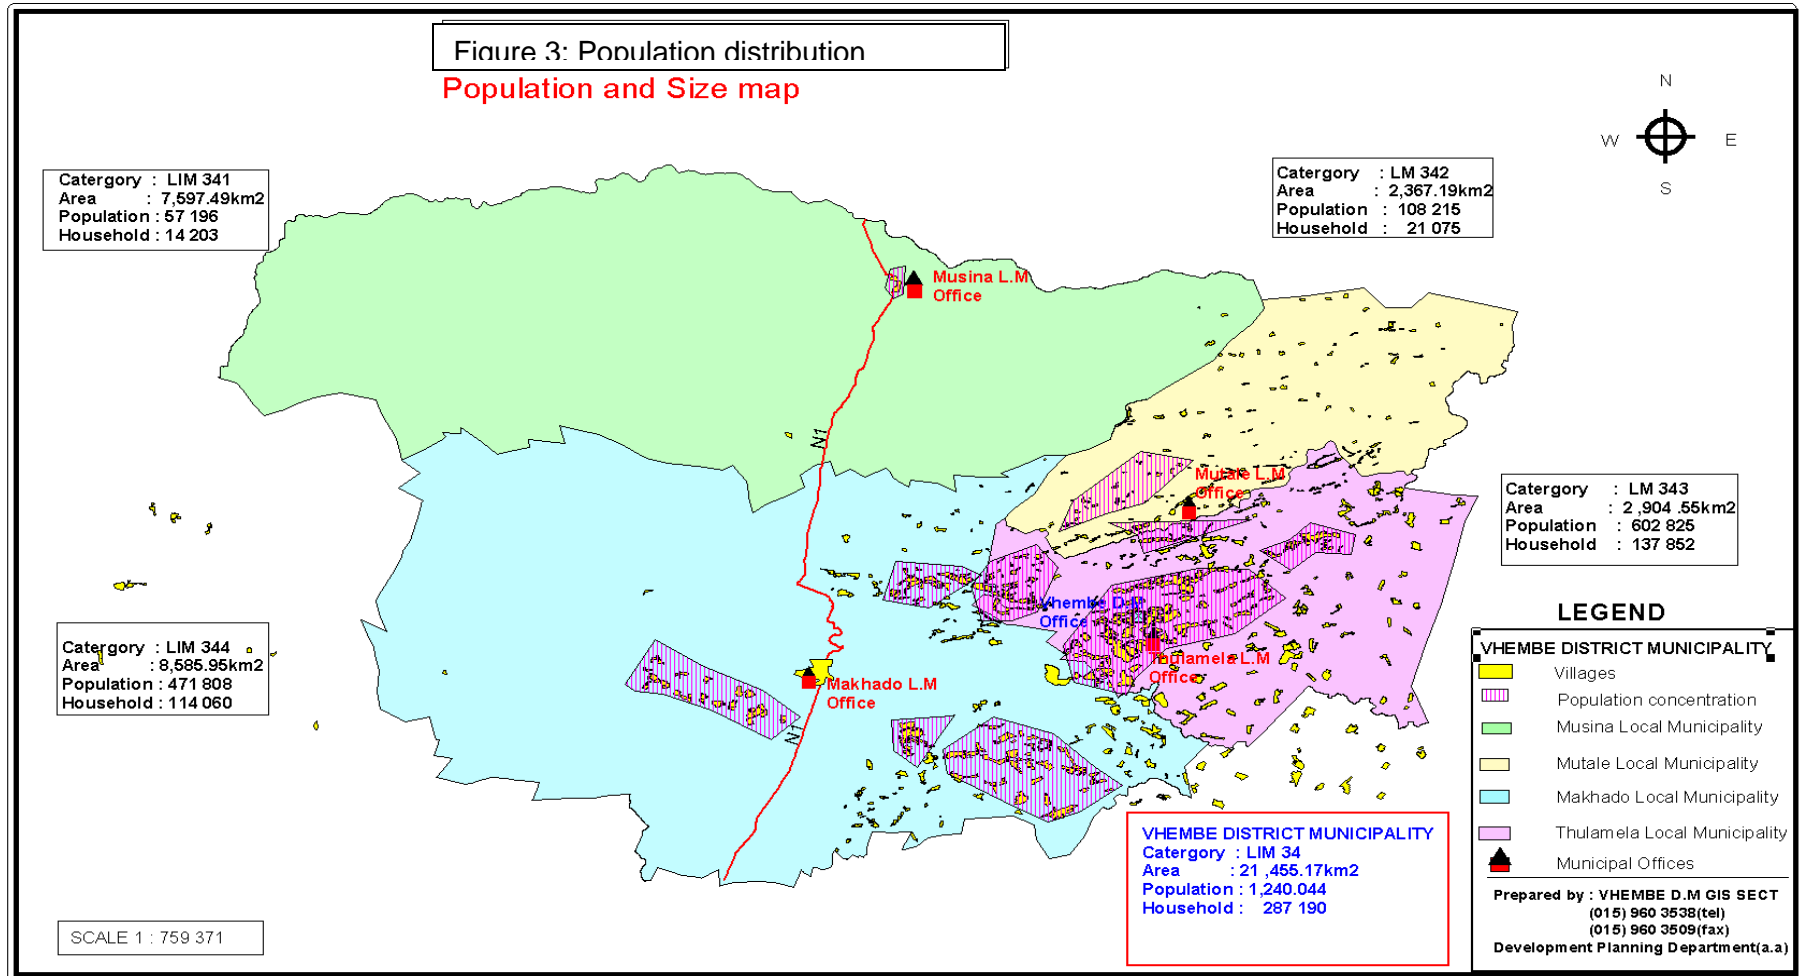 Figure 3: Population distribution
Population and Size map
N
W
E
S
Catergory : LIM 341
Area : 7,597.49km2
Population : 57 196
Household : 14 203
Catergory : LM 342
Area : 2,367.19km2
Population : 108 215
Household : 21 075
Musina L.M
Office
N1
Mutale L.M
Office
Catergory : LM 343
Area : 2 ,904 .55km2
Population : 602 825
Household : 137 852
Vhembe D.M
Office
Thulamela L.M
Office
Catergory : LIM 344
Area : 8,585.95km2
Population : 471 808
Household : 114 060
Makhado L.M
Office
N1
LEGEND
VHEMBE DISTRICT MUNICIPALITY
Villages
Population concentration
Musina Local Municipality
Mutale Local Municipality
Makhado Local Municipality
Thulamela Local Municipality
Municipal Offices
Prepared by : VHEMBE D.M GIS SECT
(015) 960 3538(tel)
(015) 960 3509(fax)
Development Planning Department(a.a)
VHEMBE DISTRICT MUNICIPALITY
Catergory : LIM 34
Area : 21 ,455.17km2
Population : 1,240.044
Household : 287 190
SCALE 1 : 759 371